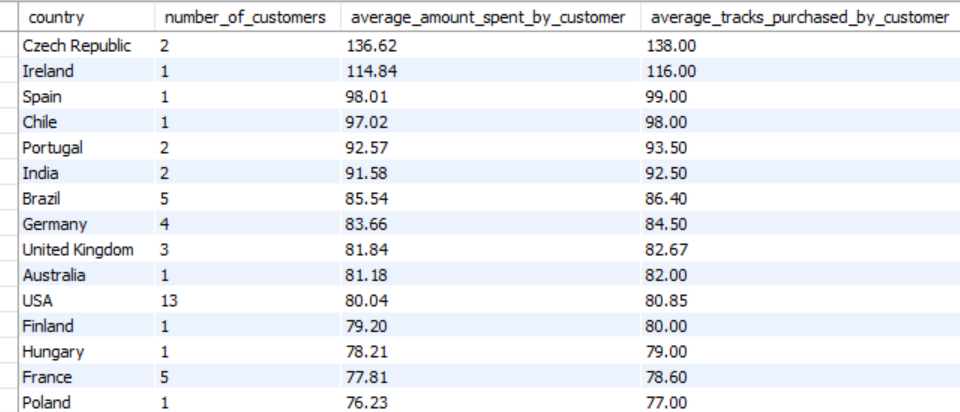 country number_of_customers average_amount_spent_by_customer average_tracks_purchased_by_customer
Czech Republic 2 136.62 138.00
Ireland 1 114.84 116.00
Spain 1 98.01 99.00
Chile 1 97.02 98.00
Portugal 2 92.57 93.50
India 2 91.58 92.50
Brazil 5 85.54 86.40
Germany 4 83.66 84.50
United Kingdom 3 81.84 82.67
Australia 1 81.18 82.00
USA 13 80.04 80.85
Finland 1 79.20 80.00
Hungary 1 78.21 79.00
France 5 77.81 78.60
Poland 1 76.23 77.00